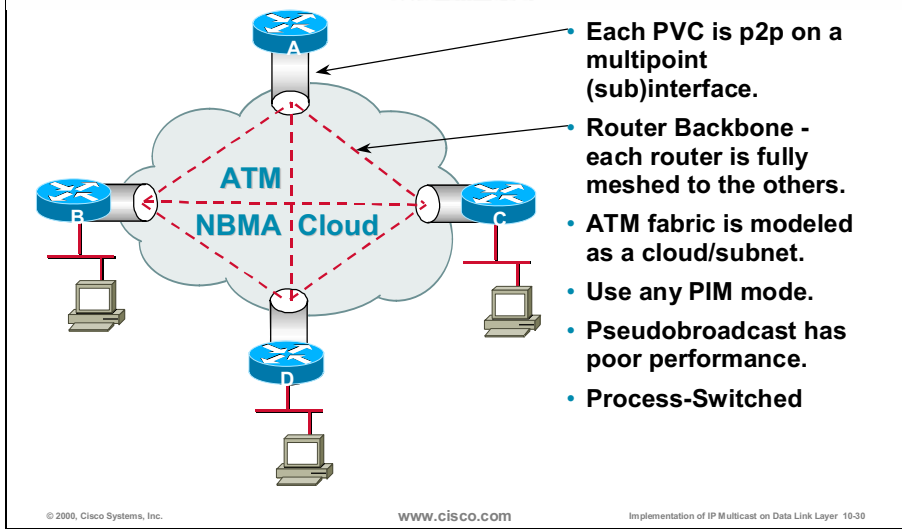 A
B
C
D
ATM
NBMA Cloud
• Each PVC is p2p on a
multipoint
(sub)interface.
• Router Backbone -
each router is fully
meshed to the others.
• ATM fabric is modeled
as a cloud/subnet.
• Use any PIM mode.
• Pseudobroadcast has
poor performance.
• Process-Switched
© 2000, Cisco Systems, Inc.
www.cisco.com
Implementation of IP Multicast on Data Link Layer 10-30